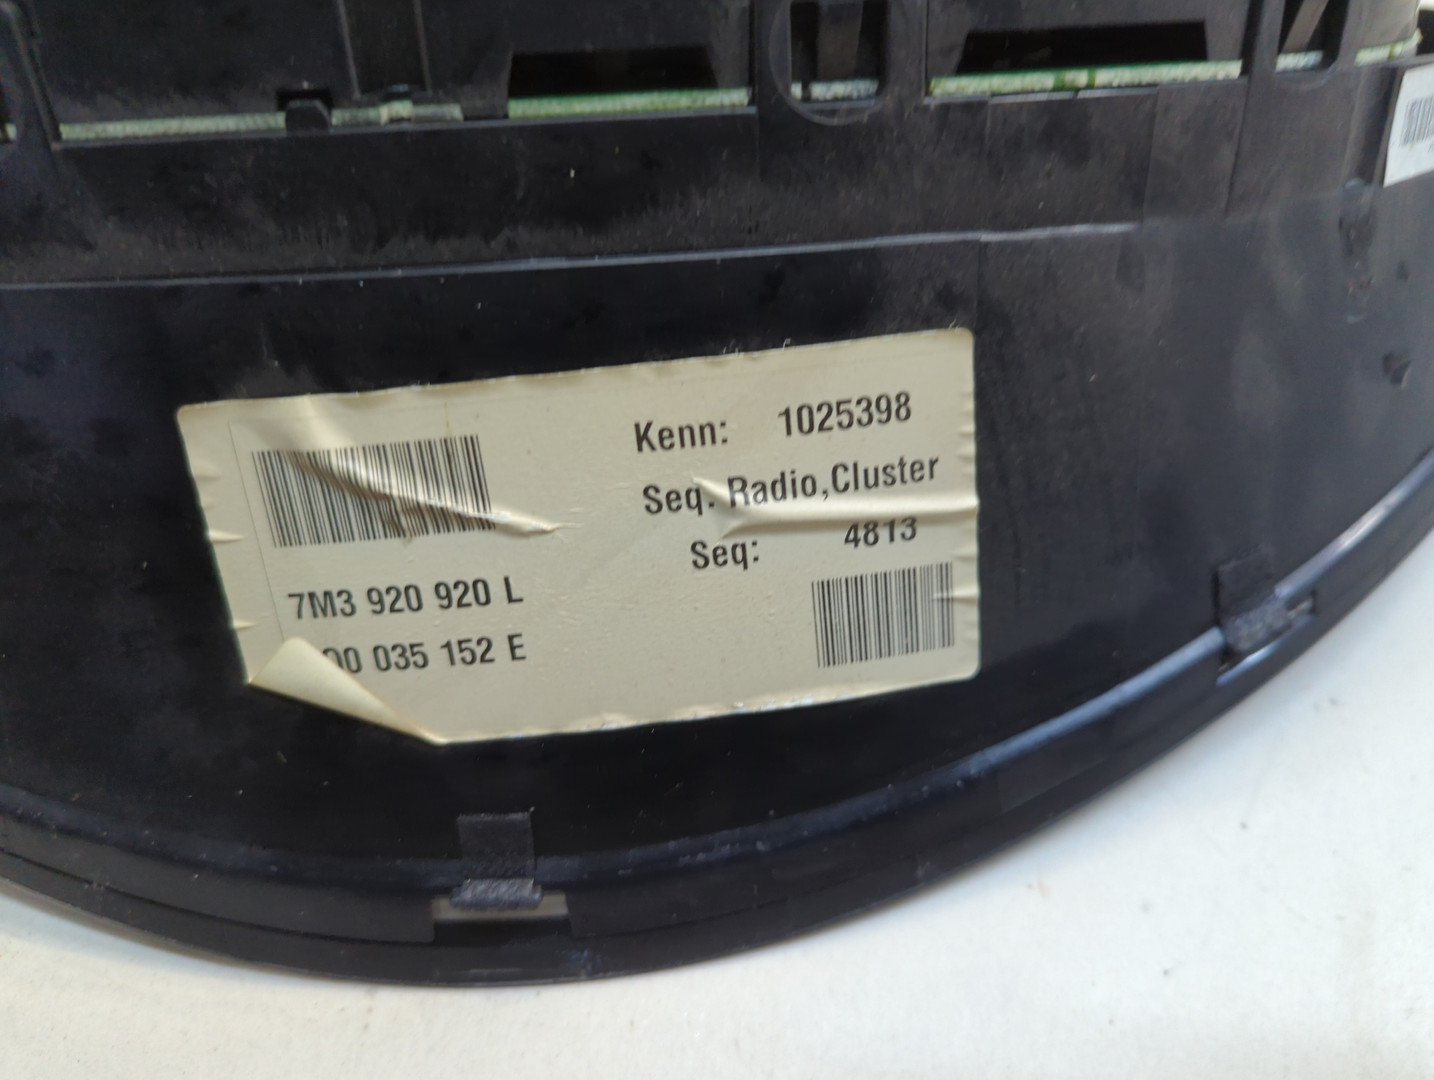 Kenn: 1025398
Seq. Radio,Cluster
Seq: 4813
7M3 920 920 L
035 152 E